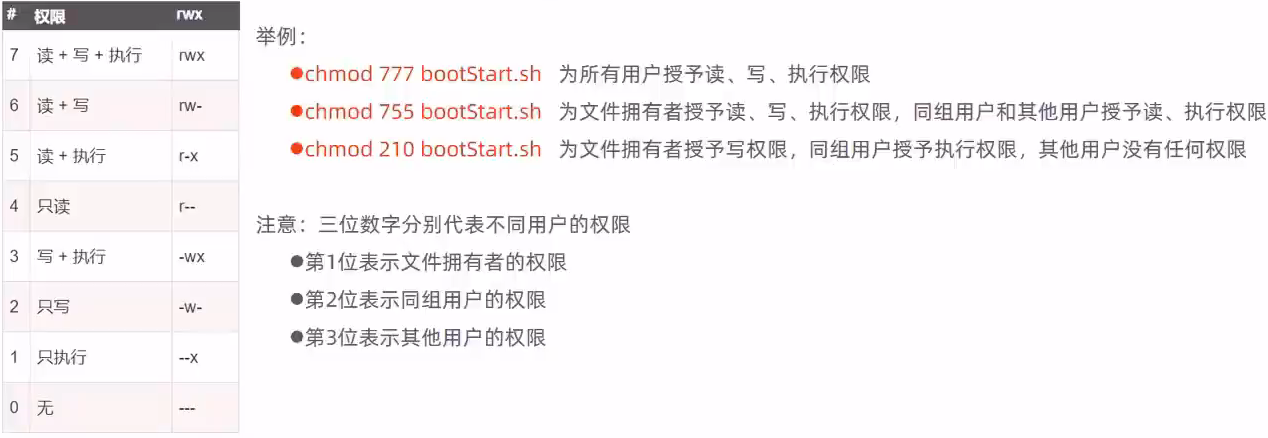 # 权限 rwx
7 读 + 写 + 执行 rwx
6 读 + 写 rw-
5 读 + 执行 r-x
4 只读 r--
3 写 + 执行 -wx
2 只写 -w-
1 只执行 --x
0 无 ---
举例：
●chmod 777 bootStart.sh 为所有用户授予读、写、执行权限
●chmod 755 bootStart.sh 为文件拥有者授予读、写、执行权限，同组用户和其他用户授予读、执行权限
●chmod 210 bootStart.sh 为文件拥有者授予写权限，同组用户授予执行权限，其他用户没有任何权限
注意：三位数字分别代表不同用户的权限
●第1位表示文件拥有者的权限
●第2位表示同组用户的权限
●第3位表示其他用户的权限